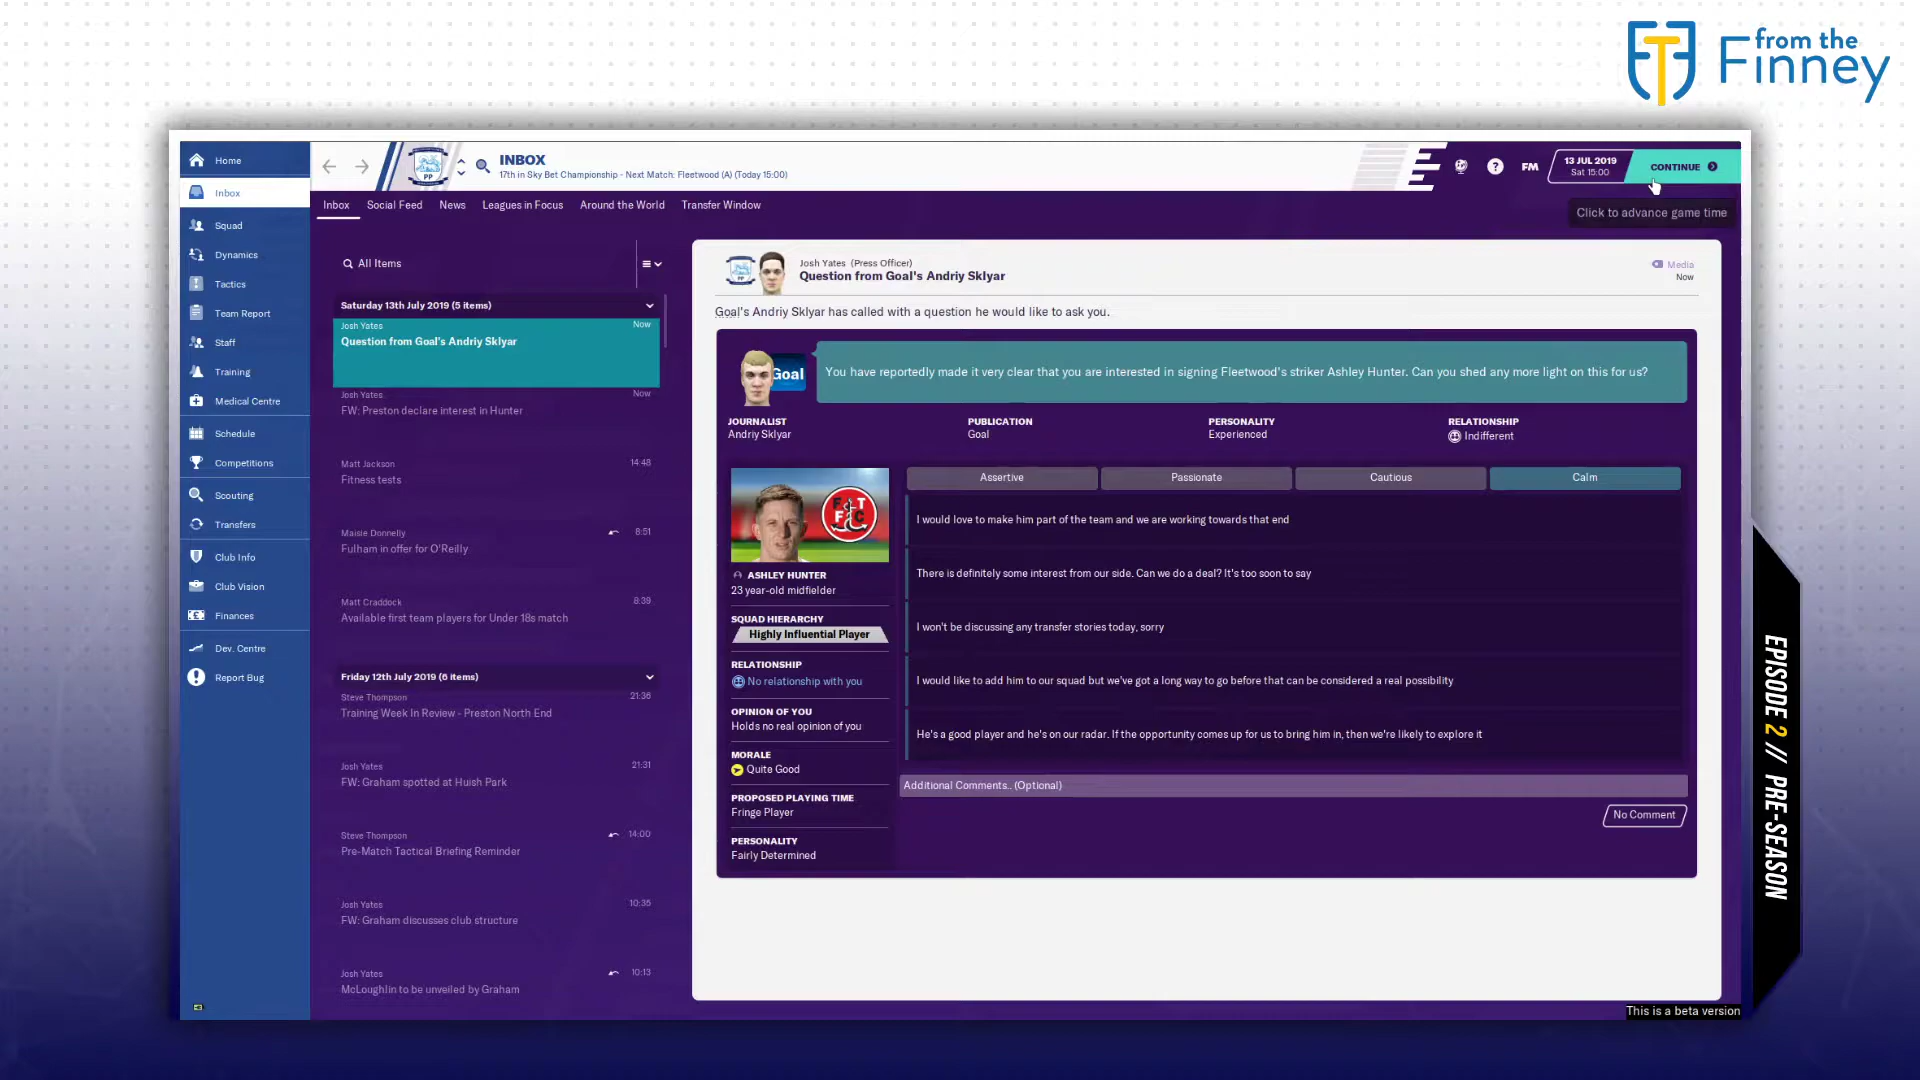 from the
Finney
Home
Inbox
Squad
Dynamics
Tactics
Team Report
Staff
Training
Medical Centre
Schedule
Competitions
Scouting
Transfers
Club Info
Club Vision
Finances
Dev. Centre
Report Bug
PP
INBOX
17th in Sky Bet Championship - Next Match: Fleetwood (A) (Today 15:00)
FM
13 JUL 2019
Sat 15:00
CONTINUE
Click to advance game time
Inbox Social Feed News Leagues in Focus Around the World Transfer Window
All Items
Saturday 13th July 2019 (5 items)
Josh Yates Now
Question from Goal's Andriy Sklyar
Josh Yates Now
FW: Preston declare interest in Hunter
Matt Jackson 14:48
Fitness tests
Maisie Donnelly 8:51
Fulham in offer for O'Reilly
Matt Craddock 8:39
Available first team players for Under 18s match
Friday 12th July 2019 (6 items)
Steve Thompson 21:36
Training Week In Review - Preston North End
Josh Yates 21:31
FW: Graham spotted at Huish Park
Steve Thompson 14:00
Pre-Match Tactical Briefing Reminder
Josh Yates 10:35
FW: Graham discusses club structure
Josh Yates 10:13
McLoughlin to be unveiled by Graham
PP
Josh Yates (Press Officer)
Question from Goal's Andriy Sklyar
Media
Now
Goal's Andriy Sklyar has called with a question he would like to ask you.
Goal
You have reportedly made it very clear that you are interested in signing Fleetwood's striker Ashley Hunter. Can you shed any more light on this for us?
JOURNALIST PUBLICATION PERSONALITY RELATIONSHIP
Andriy Sklyar Goal Experienced Indifferent
FTFC
ASHLEY HUNTER
23 year-old midfielder
SQUAD HIERARCHY
Highly Influential Player
RELATIONSHIP
No relationship with you
OPINION OF YOU
Holds no real opinion of you
MORALE
Quite Good
PROPOSED PLAYING TIME
Fringe Player
PERSONALITY
Fairly Determined
Assertive Passionate Cautious Calm
I would love to make him part of the team and we are working towards that end
There is definitely some interest from our side. Can we do a deal? It's too soon to say
I won't be discussing any transfer stories today, sorry
I would like to add him to our squad but we've got a long way to go before that can be considered a real possibility
He's a good player and he's on our radar. If the opportunity comes up for us to bring him in, then we're likely to explore it
Additional Comments.. (Optional)
No Comment
This is a beta version
EPISODE 2 // PRE-SEASON